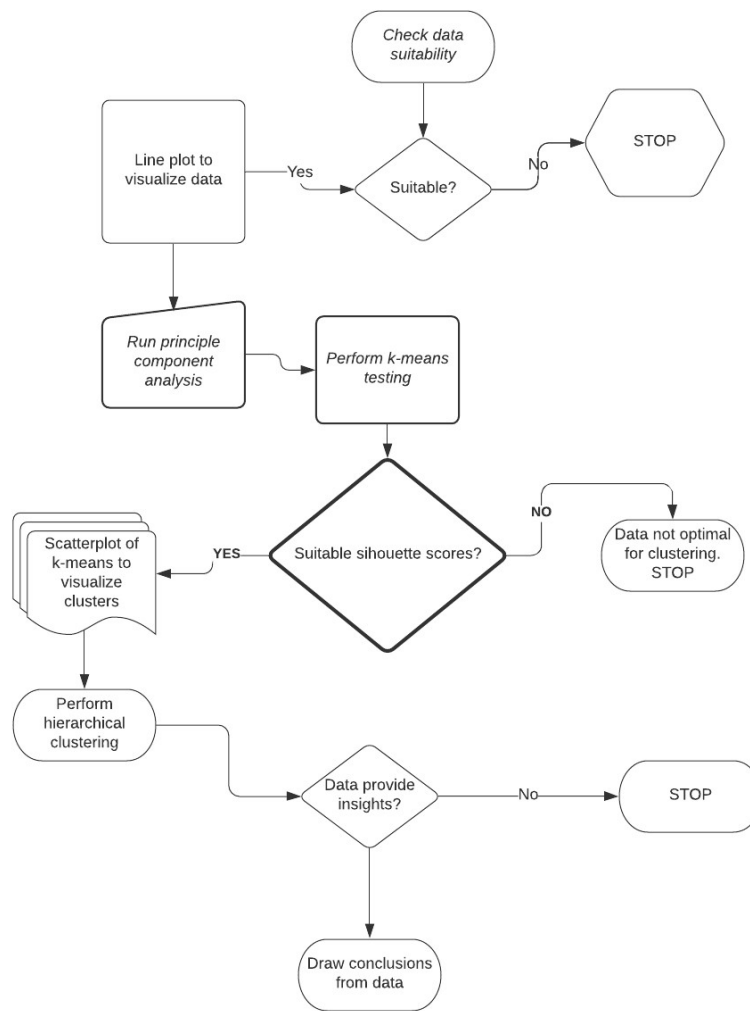 Check data
suitability
Line plot to
visualize data
Yes
Suitable?
No
STOP
Run principle
component
analysis
Perform k-means
testing
Suitable sihouette scores?
YES
NO
Data not optimal
for clustering.
STOP
Scatterplot of
k-means to
visualize
clusters
Perform
hierarchical
clustering
Data provide
insights?
No
STOP
Draw conclusions
from data